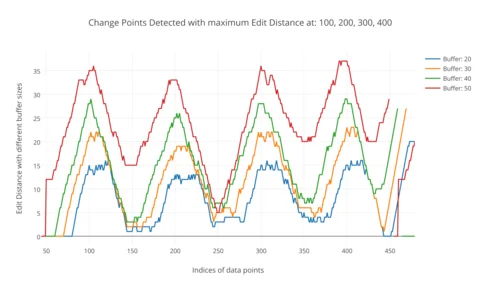 Change Points Detected with maximum Edit Distance at: 100, 200, 300, 400
Buffer: 20
Buffer: 30
Buffer: 40
Buffer: 50
Edit Distance with different buffer sizes
35
30
25
20
15
10
5
0
50 100 150 200 250 300 350 400 450
Indices of data points